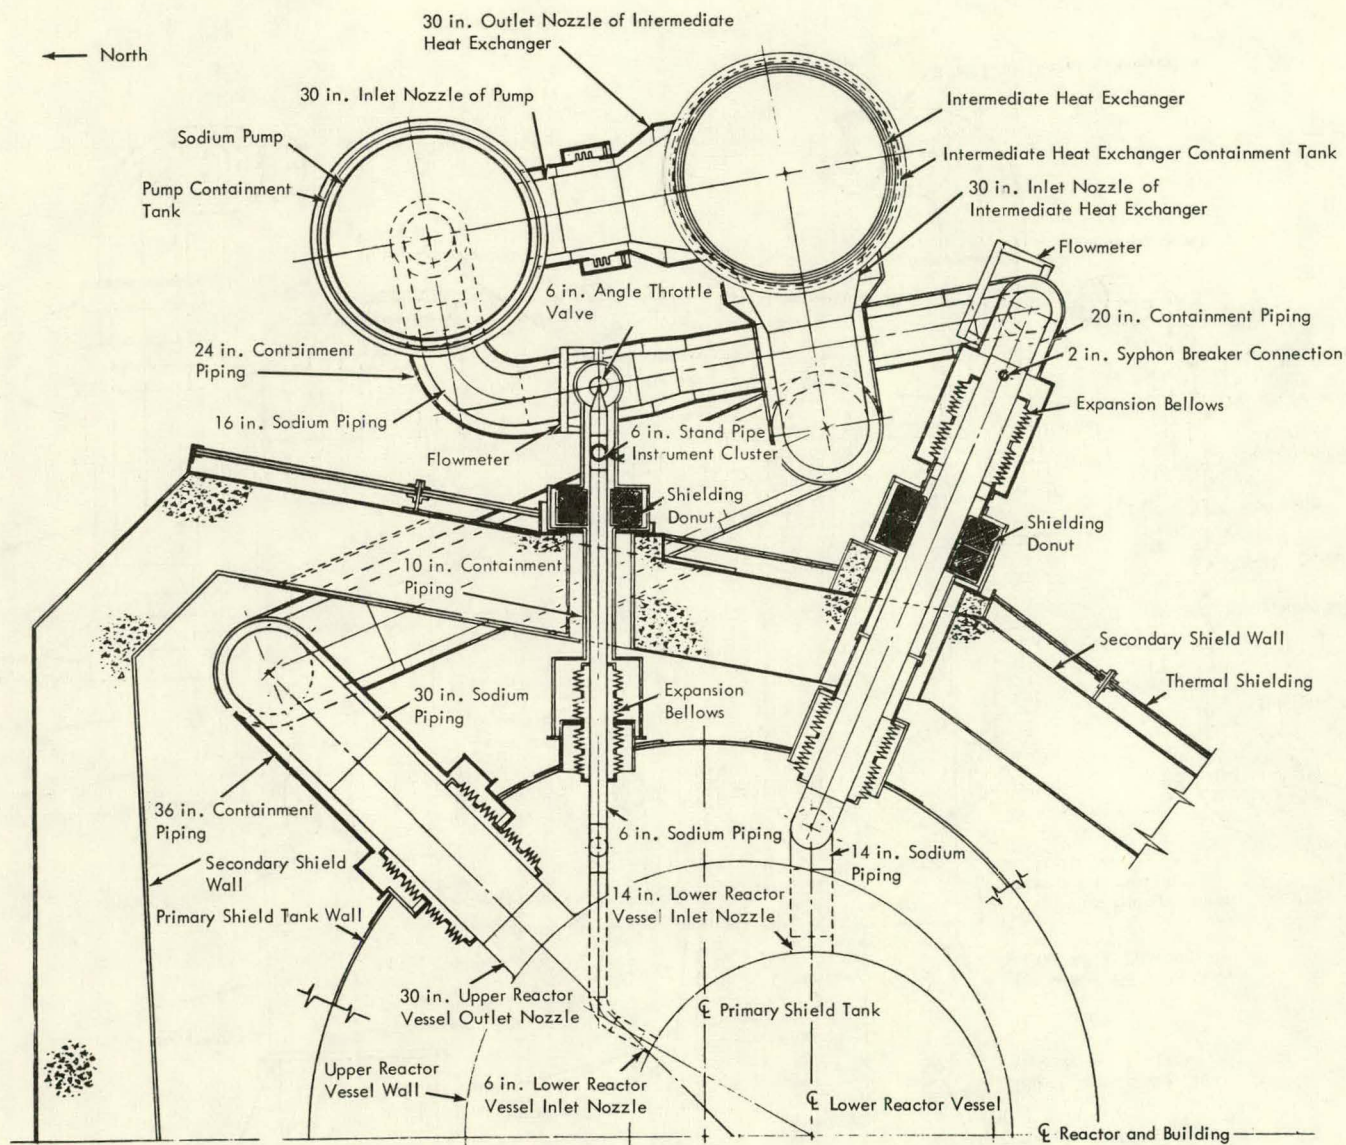 30 in. Outlet Nozzle of Intermediate
Heat Exchanger
North
30 in. Inlet Nozzle of Pump
Intermediate Heat Exchanger
Sodium Pump
Intermediate Heat Exchanger Containment Tank
Pump Containment
Tank
30 in. Inlet Nozzle of
Intermediate Heat Exchanger
Flowmeter
6 in. Angle Throttle
Valve
20 in. Containment Piping
24 in. Containment
Piping
2 in. Syphon Breaker Connection
Expansion Bellows
16 in. Sodium Piping
6 in. Stand Pipe
Instrument Cluster
Flowmeter
Shielding
Donut
Shielding
Donut
10 in. Containment
Piping
Secondary Shield Wall
Thermal Shielding
30 in. Sodium
Piping
Expansion
Bellows
36 in. Containment
Piping
6 in. Sodium Piping
14 in. Sodium
Piping
Secondary Shield
Wall
14 in. Lower Reactor
Vessel Inlet Nozzle
Primary Shield Tank Wall
30 in. Upper Reactor
Vessel Outlet Nozzle
℄ Primary Shield Tank
Upper Reactor
Vessel Wall
6 in. Lower Reactor
Vessel Inlet Nozzle
℄ Lower Reactor Vessel
℄ Reactor and Building